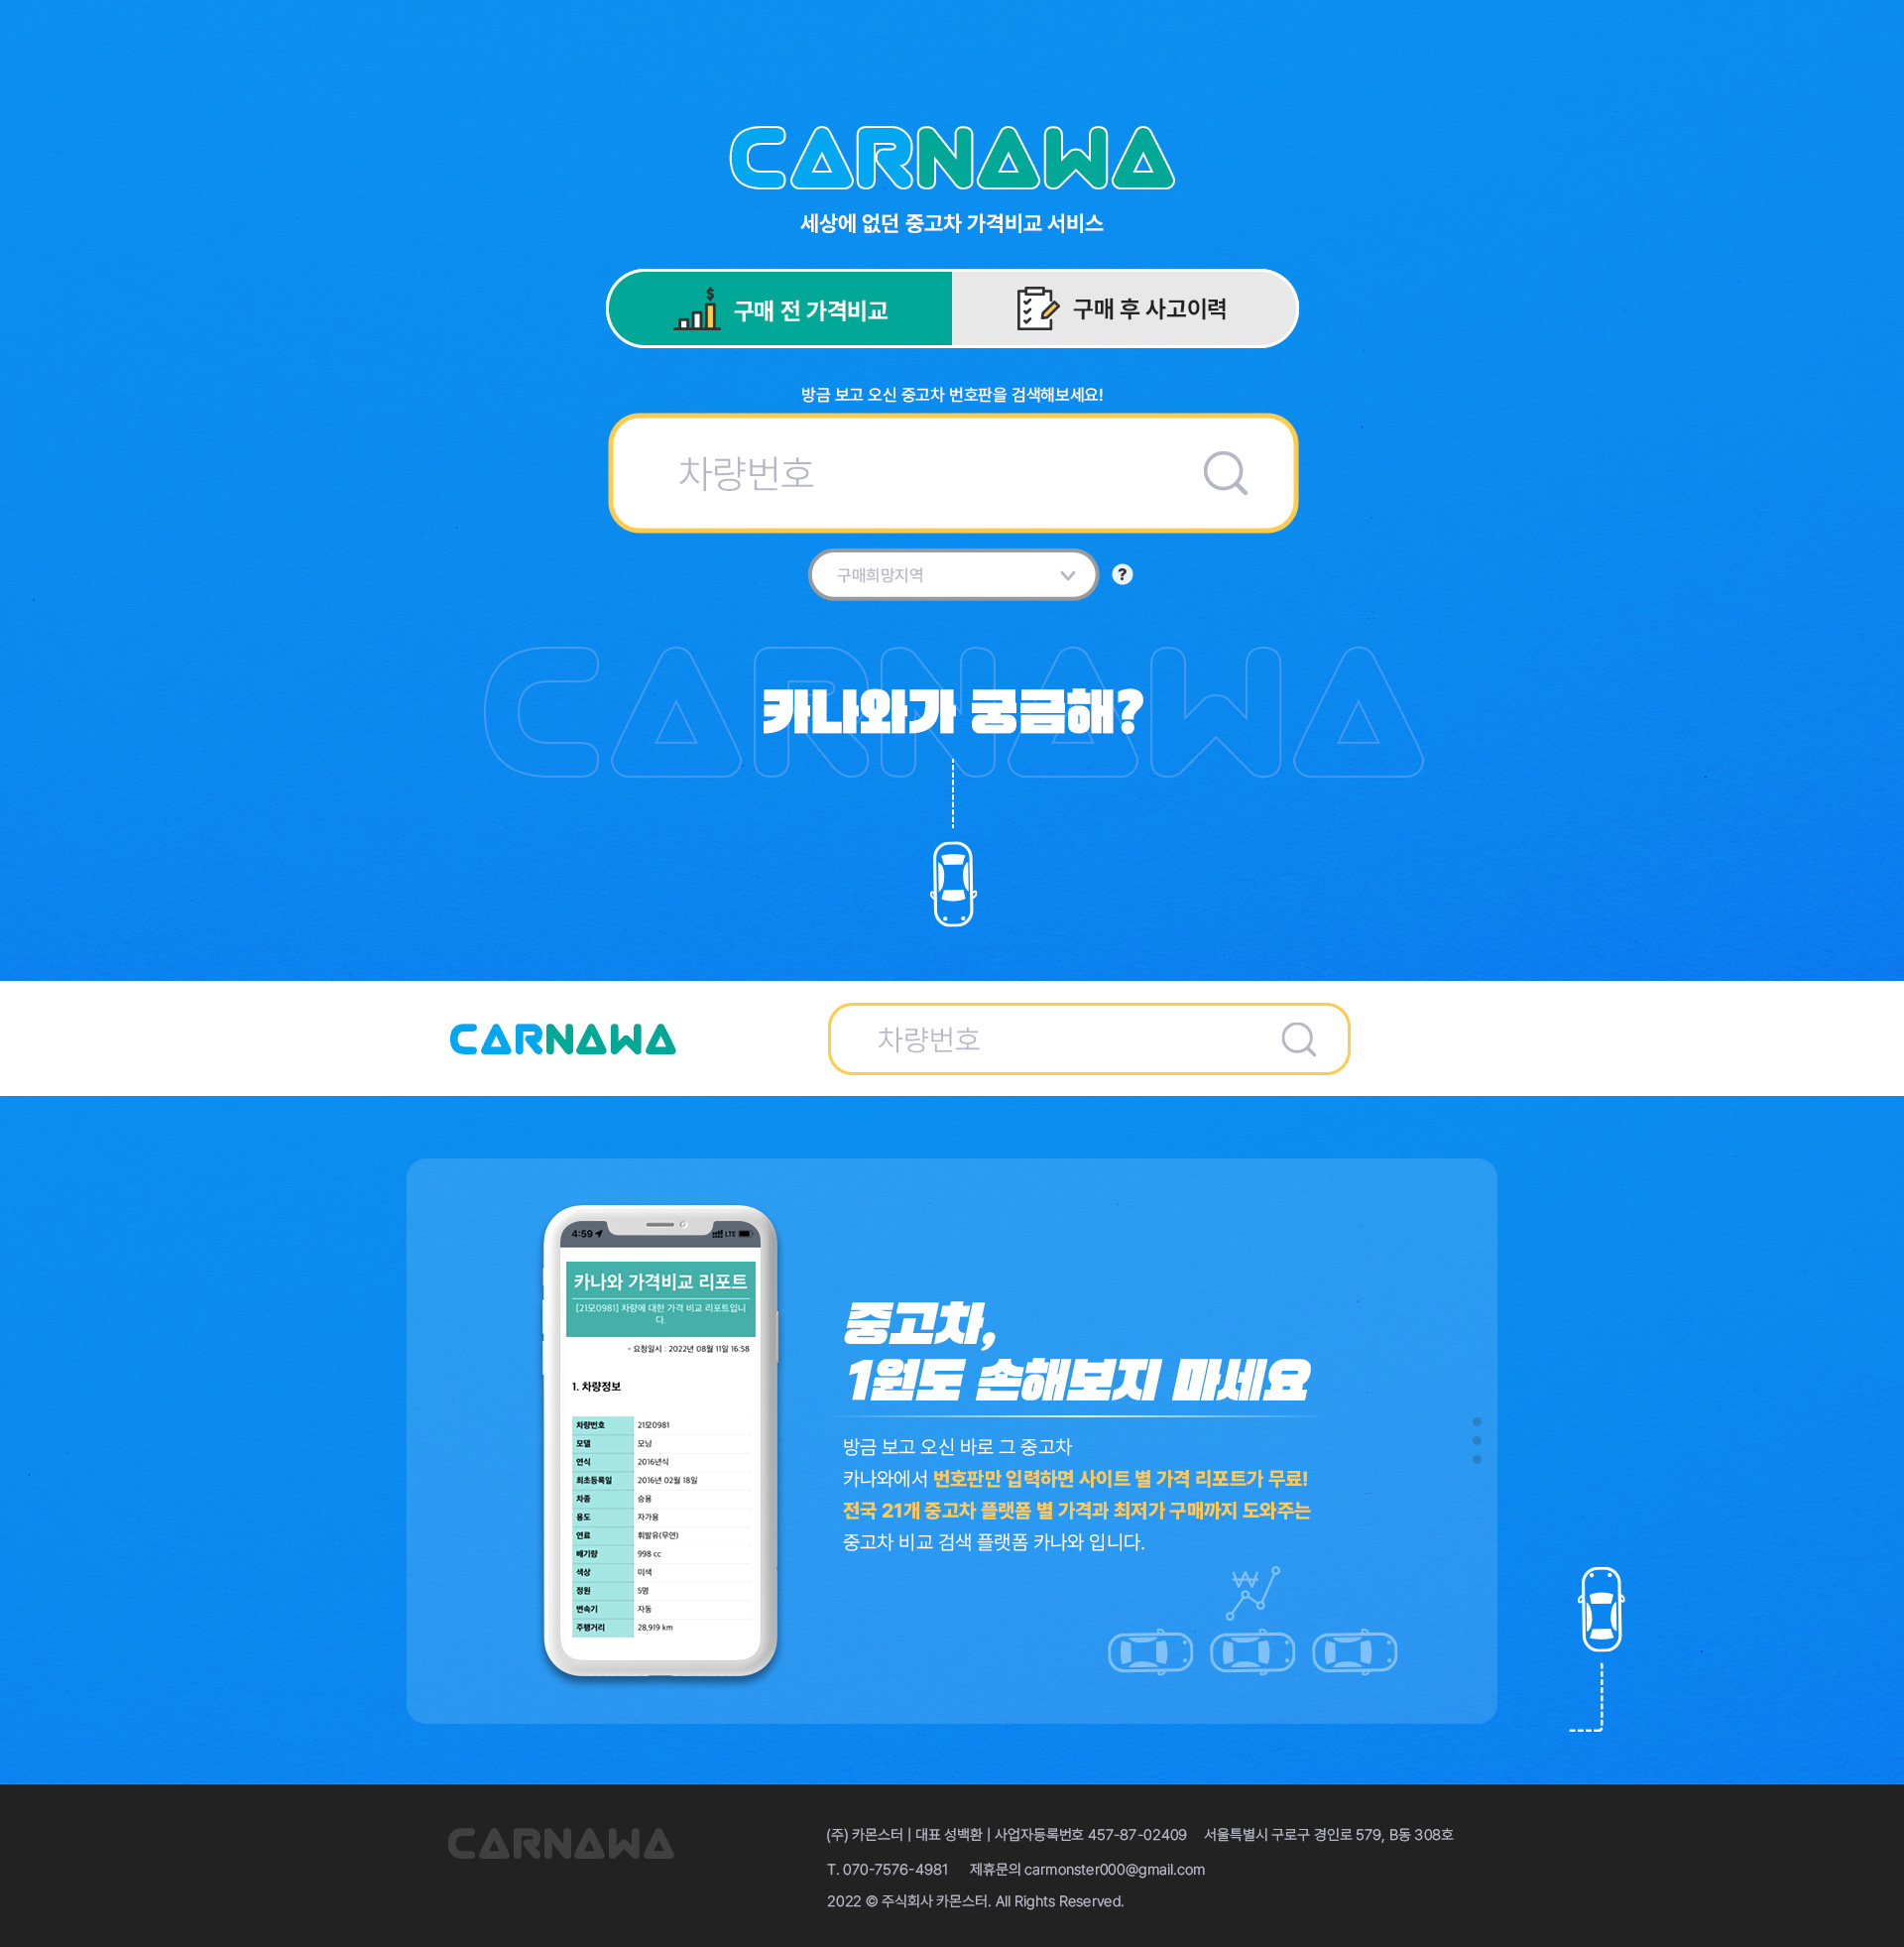 CARNAWA
세상에 없던 중고차 가격비교 서비스
구매 전 가격비교
구매 후 사고이력
방금 보고 오신 중고차 번호판을 검색해보세요!
차량번호
구매희망지역
?
CARNAWA
카나와가 궁금해?
CARNAWA
차량번호
4:59 LTE
카나와 가격비교 리포트
[21모0981] 차량에 대한 가격 비교 리포트입니
다.
- 요청일시 : 2022년 08월 11일 16:58
1. 차량정보
차량번호 21모0981
모델 모닝
연식 2016년식
최초등록일 2016년 02월 18일
차종 승용
용도 자가용
연료 휘발유(무연)
배기량 998 cc
색상 미색
정원 5명
변속기 자동
주행거리 28,919 km
중고차,
1원도 손해보지 마세요
방금 보고 오신 바로 그 중고차
카나와에서 번호판만 입력하면 사이트 별 가격 리포트가 무료!
전국 21개 중고차 플랫폼 별 가격과 최저가 구매까지 도와주는
중고차 비교 검색 플랫폼 카나와 입니다.
₩
CARNAWA
(주) 카몬스터 | 대표 성백환 | 사업자등록번호 457-87-02409 서울특별시 구로구 경인로 579, B동 308호
T. 070-7576-4981 제휴문의 carmonster000@gmail.com
2022 © 주식회사 카몬스터. All Rights Reserved.